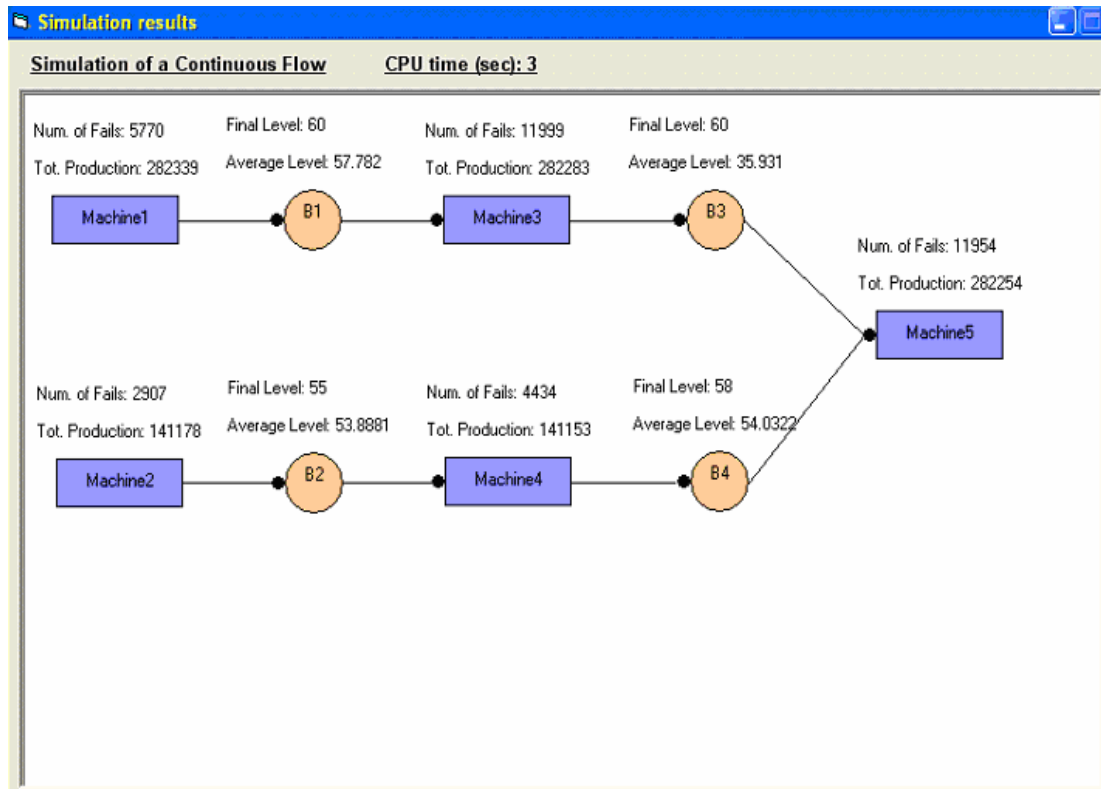 Simulation results
Simulation of a Continuous Flow CPU time (sec): 3
Num. of Fails: 5770
Tot. Production: 282339
Machine1
Final Level: 60
Average Level: 57.782
B1
Num. of Fails: 11999
Tot. Production: 282283
Machine3
Final Level: 60
Average Level: 35.931
B3
Num. of Fails: 11954
Tot. Production: 282254
Machine5
Num. of Fails: 2907
Tot. Production: 141178
Machine2
Final Level: 55
Average Level: 53.8881
B2
Num. of Fails: 4434
Tot. Production: 141153
Machine4
Final Level: 58
Average Level: 54.0322
B4